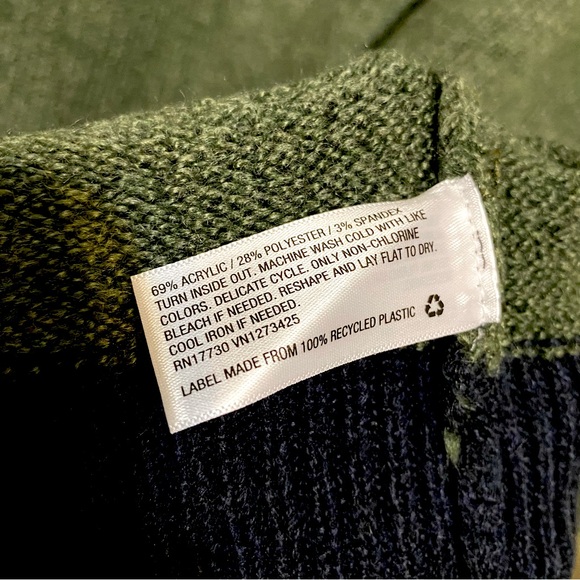 69% ACRYLIC / 28% POLYESTER / 3% SPANDEX
TURN INSIDE OUT. MACHINE WASH COLD WITH LIKE
COLORS. DELICATE CYCLE. ONLY NON-CHLORINE
BLEACH IF NEEDED. RESHAPE AND LAY FLAT TO DRY.
COOL IRON IF NEEDED.
RN17730 VN1273425
LABEL MADE FROM 100% RECYCLED PLASTIC